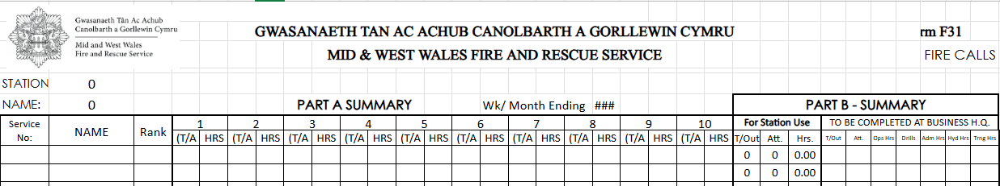 Gwasanaeth Tân Ac Achub
Canolbarth a Gorllewin Cymru
Mid and West Wales
Fire and Rescue Service
GWASANAETH TAN AC ACHUB CANOLBARTH A GORLLEWIN CYMRU
rm F31
MID & WEST WALES FIRE AND RESCUE SERVICE
FIRE CALLS
STATION 0
NAME: 0 PART A SUMMARY Wk/ Month Ending ### PART B - SUMMARY
Service No: NAME Rank 1 2 3 4 5 6 7 8 9 10 For Station Use TO BE COMPLETED AT BUSINESS H.Q.
(T/A HRS (T/A HRS (T/A HRS (T/A HRS (T/A HRS (T/A HRS (T/A HRS (T/A HRS (T/A HRS (T/A HRS T/Out Att. Hrs. T/Out Att. Ops Hrs Drills Adm Hrs Hyd Hrs Trng Hrs
0 0 0.00
0 0 0.00